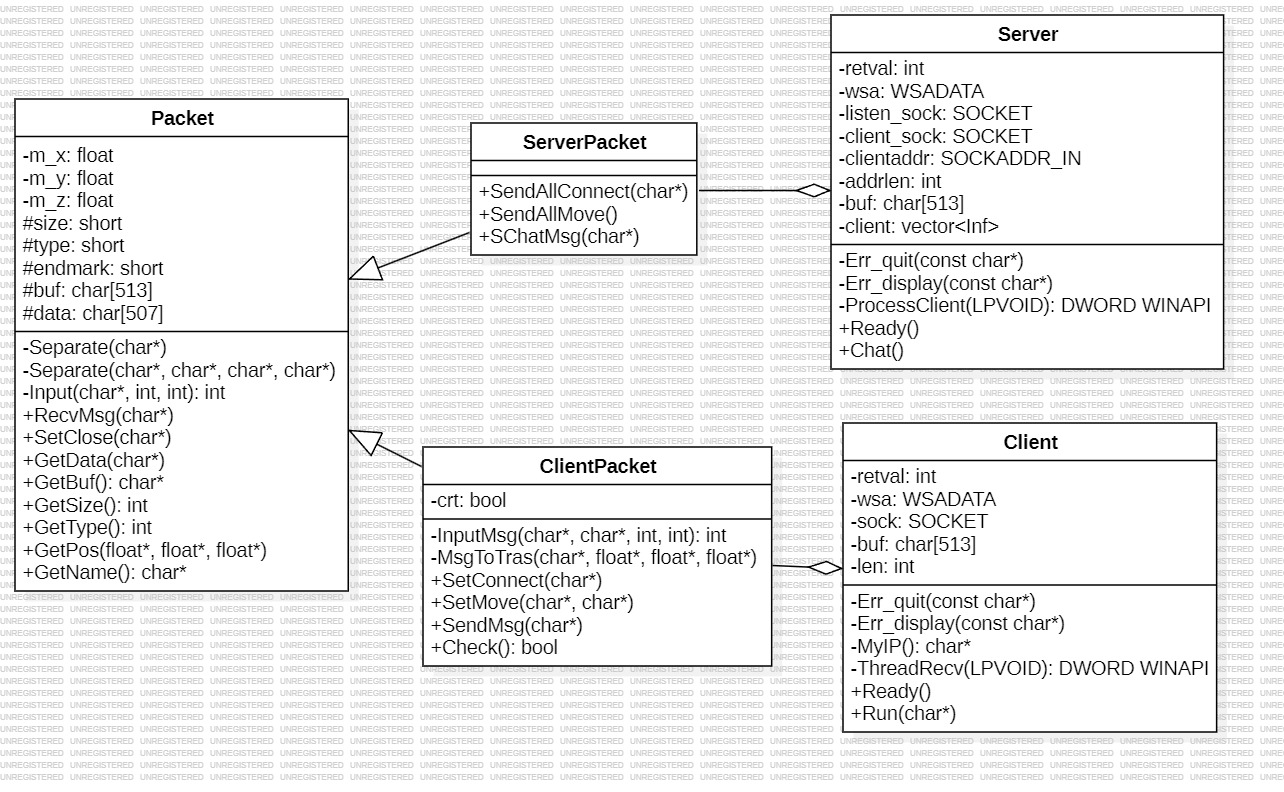 Packet
-m_x: float
-m_y: float
-m_z: float
#size: short
#type: short
#endmark: short
#buf: char[513]
#data: char[507]
-Separate(char*)
-Separate(char*, char*, char*, char*)
-Input(char*, int, int): int
+RecvMsg(char*)
+SetClose(char*)
+GetData(char*)
+GetBuf(): char*
+GetSize(): int
+GetType(): int
+GetPos(float*, float*, float*)
+GetName(): char*
ServerPacket
+SendAllConnect(char*)
+SendAllMove()
+SChatMsg(char*)
Server
-retval: int
-wsa: WSADATA
-listen_sock: SOCKET
-client_sock: SOCKET
-clientaddr: SOCKADDR_IN
-addrlen: int
-buf: char[513]
-client: vector<Inf>
-Err_quit(const char*)
-Err_display(const char*)
-ProcessClient(LPVOID): DWORD WINAPI
+Ready()
+Chat()
ClientPacket
-crt: bool
-InputMsg(char*, char*, int, int): int
-MsgToTras(char*, float*, float*, float*)
+SetConnect(char*)
+SetMove(char*, char*)
+SendMsg(char*)
+Check(): bool
Client
-retval: int
-wsa: WSADATA
-sock: SOCKET
-buf: char[513]
-len: int
-Err_quit(const char*)
-Err_display(const char*)
-MyIP(): char*
-ThreadRecv(LPVOID): DWORD WINAPI
+Ready()
+Run(char*)
UNREGISTERED